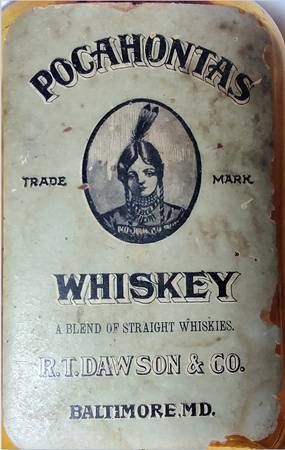 POCAHONTAS
TRADE MARK
WHISKEY
A BLEND OF STRAIGHT WHISKIES.
R.T. DAWSON & CO.
BALTIMORE, MD.